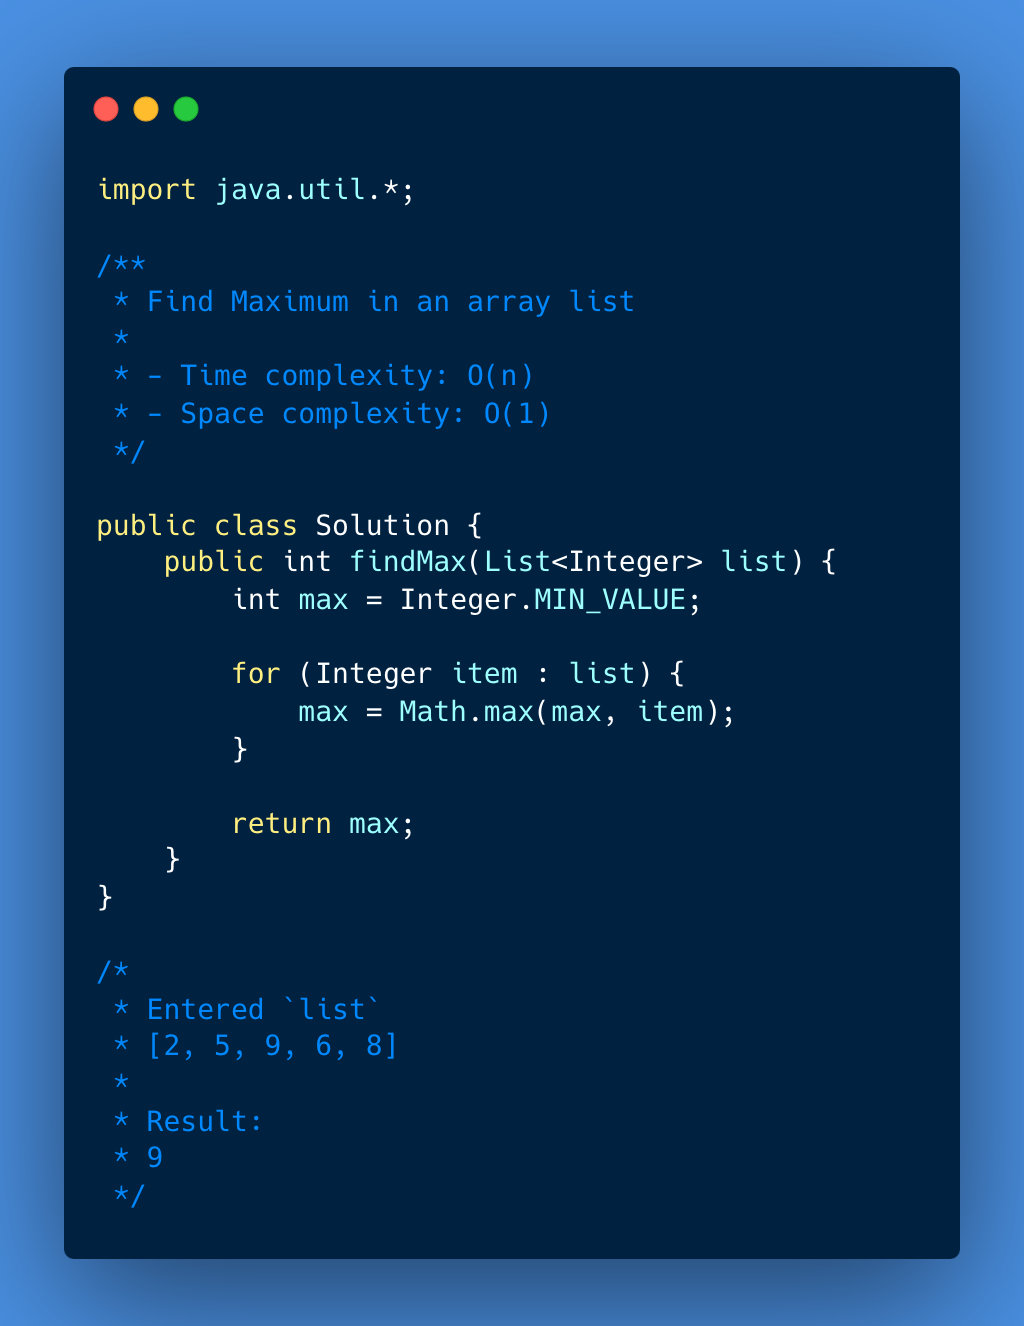 import java.util.*;

/**
 * Find Maximum in an array list
 *
 * - Time complexity: O(n)
 * - Space complexity: O(1)
 */

public class Solution {
    public int findMax(List<Integer> list) {
        int max = Integer.MIN_VALUE;

        for (Integer item : list) {
            max = Math.max(max, item);
        }

        return max;
    }
}

/*
 * Entered `list`
 * [2, 5, 9, 6, 8]
 *
 * Result:
 * 9
 */